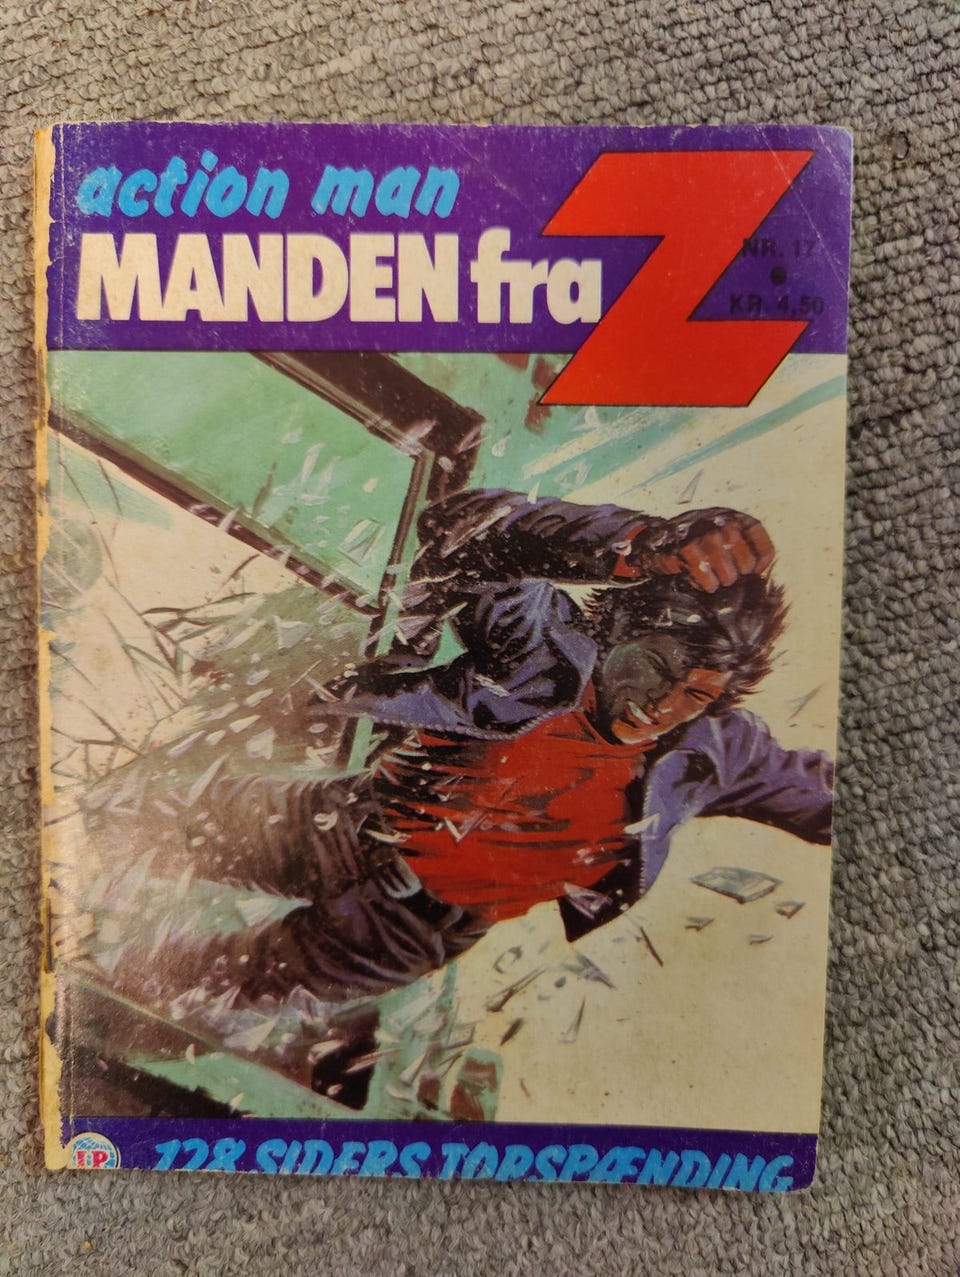 action man
MANDEN fra Z
NR. 17
KR. 4,50
128 SIDERS TOPSPÆNDING